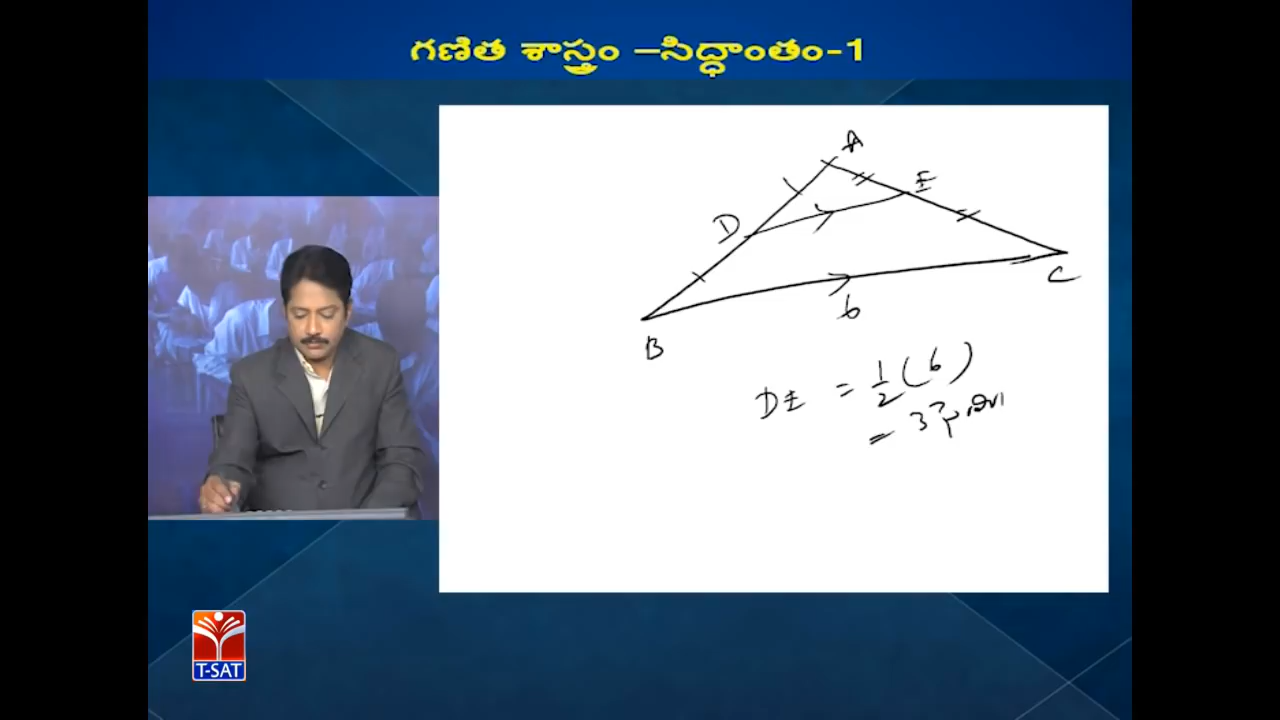 గణిత శాస్త్రం –సిద్ధాంతం-1
A
E
D
C
6
B
DE = 1/2 (6)
= 3
T-SAT